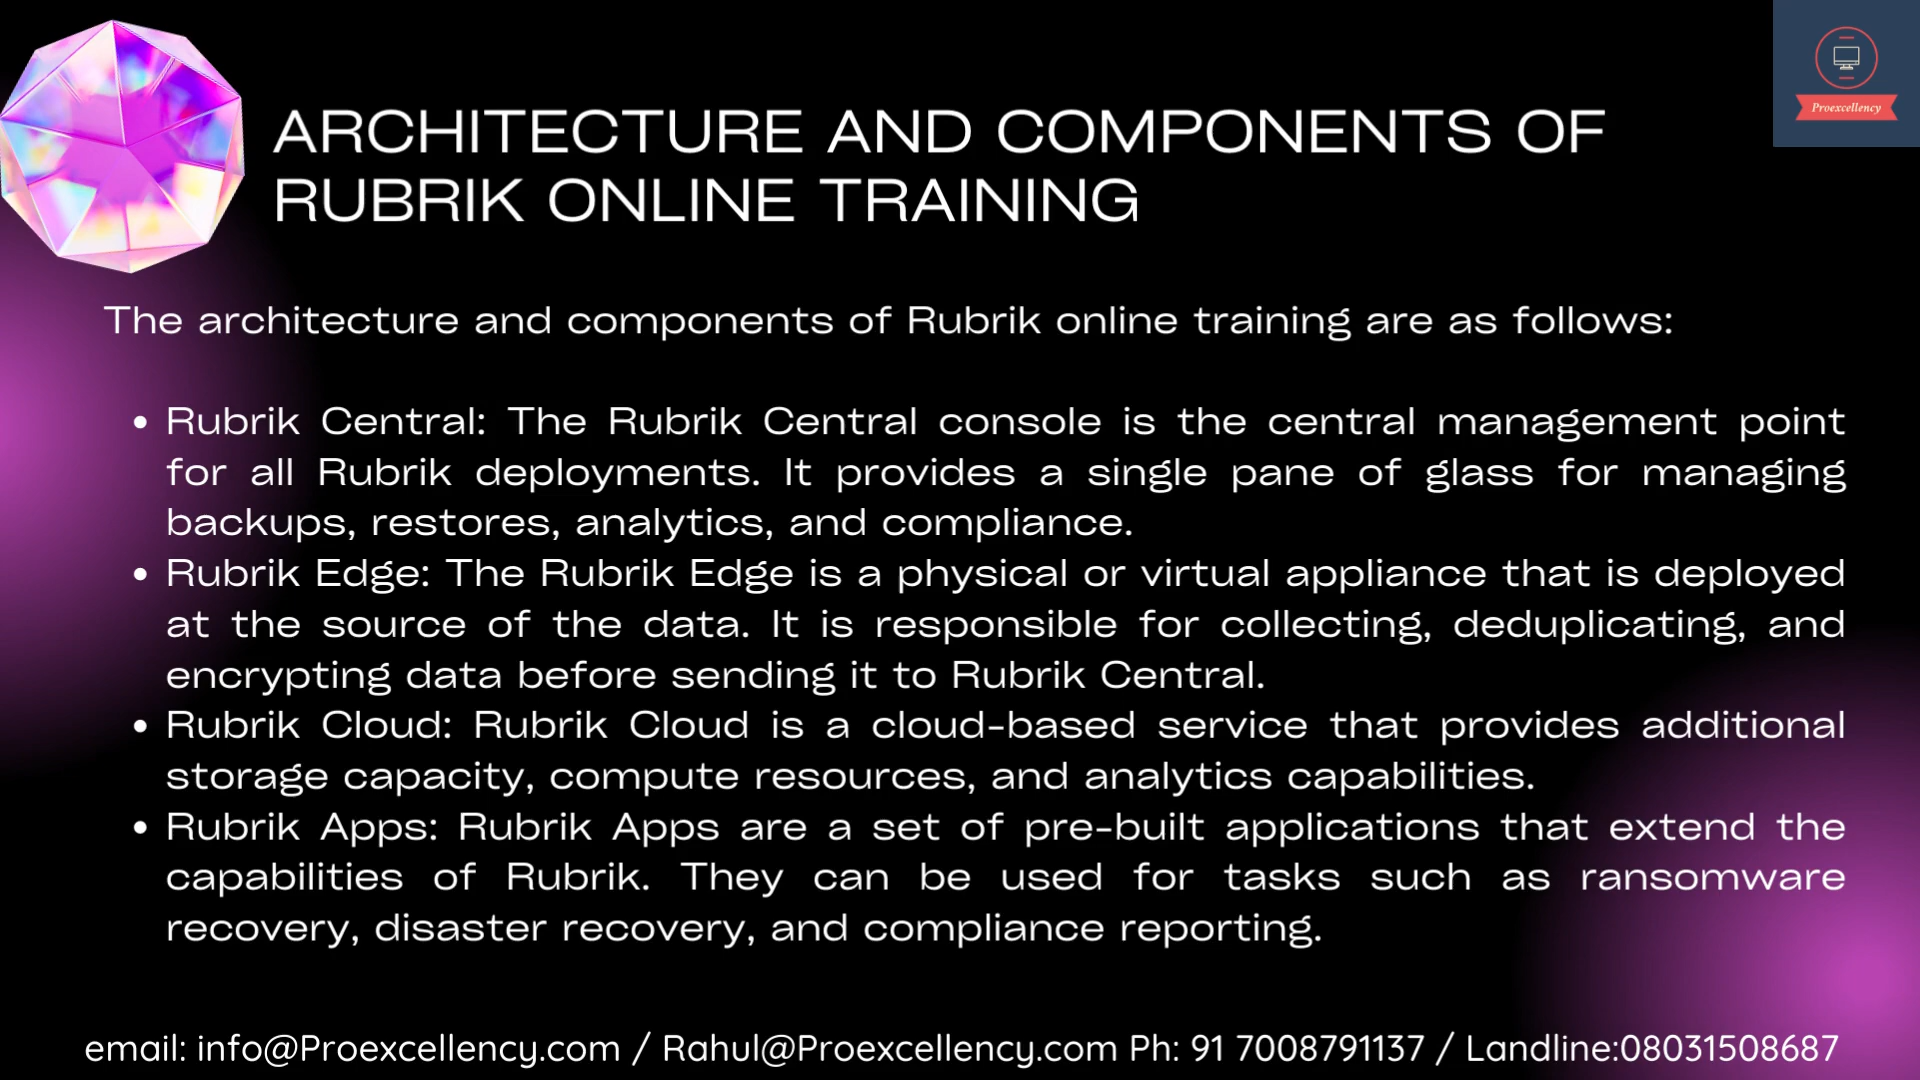 Proexcellency
ARCHITECTURE AND COMPONENTS OF
RUBRIK ONLINE TRAINING
The architecture and components of Rubrik online training are as follows:
• Rubrik Central: The Rubrik Central console is the central management point
for all Rubrik deployments. It provides a single pane of glass for managing
backups, restores, analytics, and compliance.
• Rubrik Edge: The Rubrik Edge is a physical or virtual appliance that is deployed
at the source of the data. It is responsible for collecting, deduplicating, and
encrypting data before sending it to Rubrik Central.
• Rubrik Cloud: Rubrik Cloud is a cloud-based service that provides additional
storage capacity, compute resources, and analytics capabilities.
• Rubrik Apps: Rubrik Apps are a set of pre-built applications that extend the
capabilities of Rubrik. They can be used for tasks such as ransomware
recovery, disaster recovery, and compliance reporting.
email: info@Proexcellency.com / Rahul@Proexcellency.com Ph: 91 7008791137 / Landline:08031508687